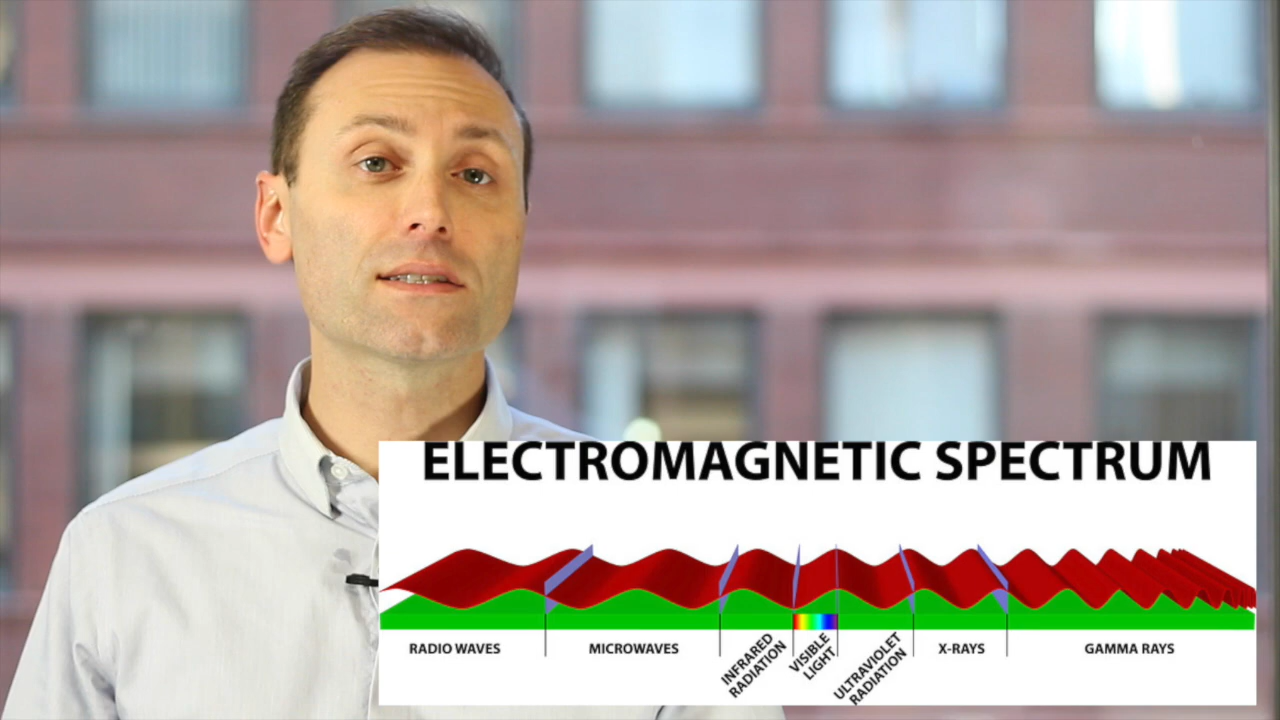 ELECTROMAGNETIC SPECTRUM
RADIO WAVES
MICROWAVES
INFRARED
RADIATION
VISIBLE
LIGHT
ULTRAVIOLET
RADIATION
X-RAYS
GAMMA RAYS